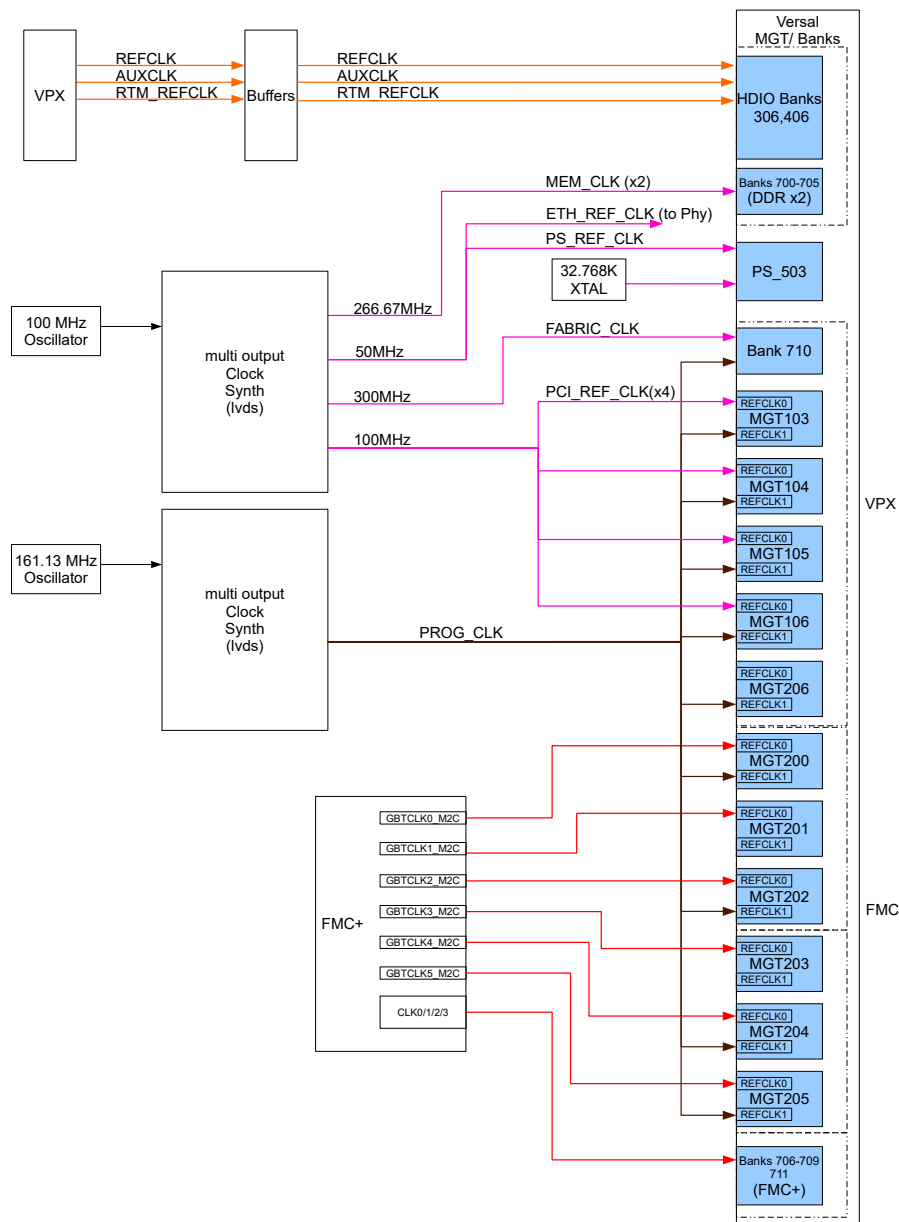 Versal
MGT/ Banks
REFCLK
AUXCLK
RTM_REFCLK
VPX
Buffers
REFCLK
AUXCLK
RTM_REFCLK
HDIO Banks
306,406
MEM_CLK (x2)
Banks 700-705
(DDR x2)
ETH_REF_CLK (to Phy)
PS_REF_CLK
32.768K
XTAL
PS_503
100 MHz
Oscillator
multi output
Clock
Synth
(lvds)
266.67MHz
50MHz
300MHz
100MHz
FABRIC_CLK
Bank 710
PCI_REF_CLK(x4)
REFCLK0
MGT103
REFCLK1
REFCLK0
MGT104
REFCLK1
VPX
REFCLK0
MGT105
REFCLK1
REFCLK0
MGT106
REFCLK1
REFCLK0
MGT206
REFCLK1
161.13 MHz
Oscillator
multi output
Clock
Synth
(lvds)
PROG_CLK
REFCLK0
MGT200
REFCLK1
REFCLK0
MGT201
REFCLK1
REFCLK0
MGT202
REFCLK1
FMC
REFCLK0
MGT203
REFCLK1
REFCLK0
MGT204
REFCLK1
REFCLK0
MGT205
REFCLK1
FMC+
GBTCLK0_M2C
GBTCLK1_M2C
GBTCLK2_M2C
GBTCLK3_M2C
GBTCLK4_M2C
GBTCLK5_M2C
CLK0/1/2/3
Banks 706-709
711
(FMC+)